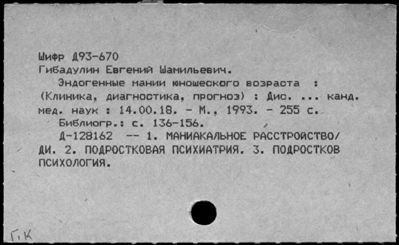 Шифр Д93-670
Гибадулин Евгений Шамильевич.
Эндогенные мании юношеского возраста :
(Клиника, диагностика, прогноз) : Дис. ... канд.
мед. наук : 14.00.18. - М., 1993. - 255 с.
Библиогр.: с. 136-156.
Д-128162 -- 1. МАНИАКАЛЬНОЕ РАССТРОЙСТВО/
ДИ. 2. ПОДРОСТКОВАЯ ПСИХИАТРИЯ. 3. ПОДРОСТКОВ
ПСИХОЛОГИЯ.
Г.К